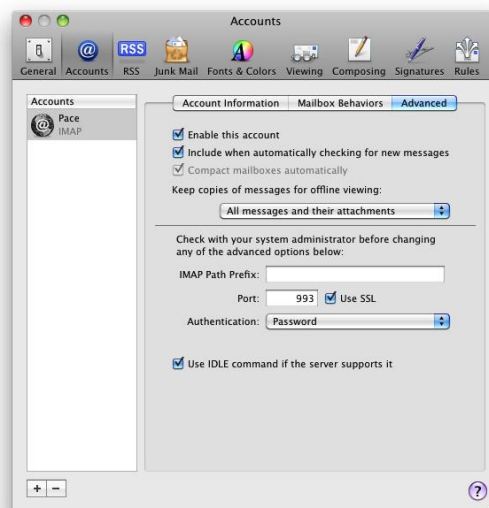 Accounts
General Accounts RSS Junk Mail Fonts & Colors Viewing Composing Signatures Rules
Accounts
Pace
IMAP
Account Information Mailbox Behaviors Advanced
Enable this account
Include when automatically checking for new messages
Compact mailboxes automatically
Keep copies of messages for offline viewing:
All messages and their attachments
Check with your system administrator before changing
any of the advanced options below:
IMAP Path Prefix:
Port: 993 Use SSL
Authentication: Password
Use IDLE command if the server supports it
+ − ?